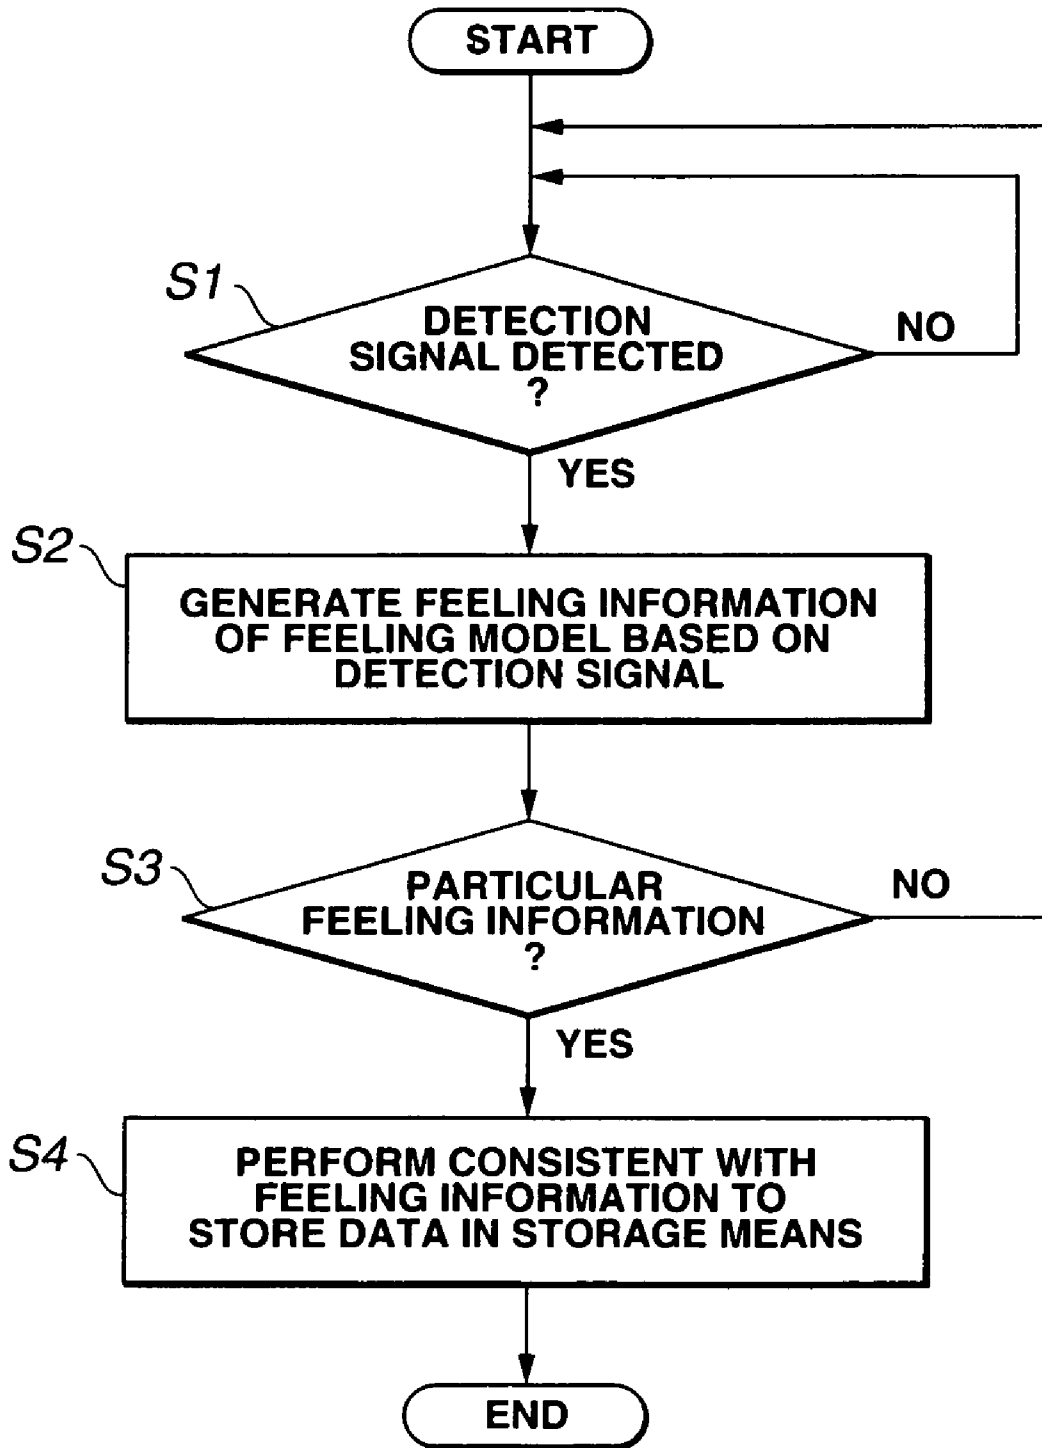 START
S1
DETECTION
SIGNAL DETECTED
?
NO
YES
S2
GENERATE FEELING INFORMATION
OF FEELING MODEL BASED ON
DETECTION SIGNAL
S3
PARTICULAR
FEELING INFORMATION
?
NO
YES
S4
PERFORM CONSISTENT WITH
FEELING INFORMATION TO
STORE DATA IN STORAGE MEANS
END